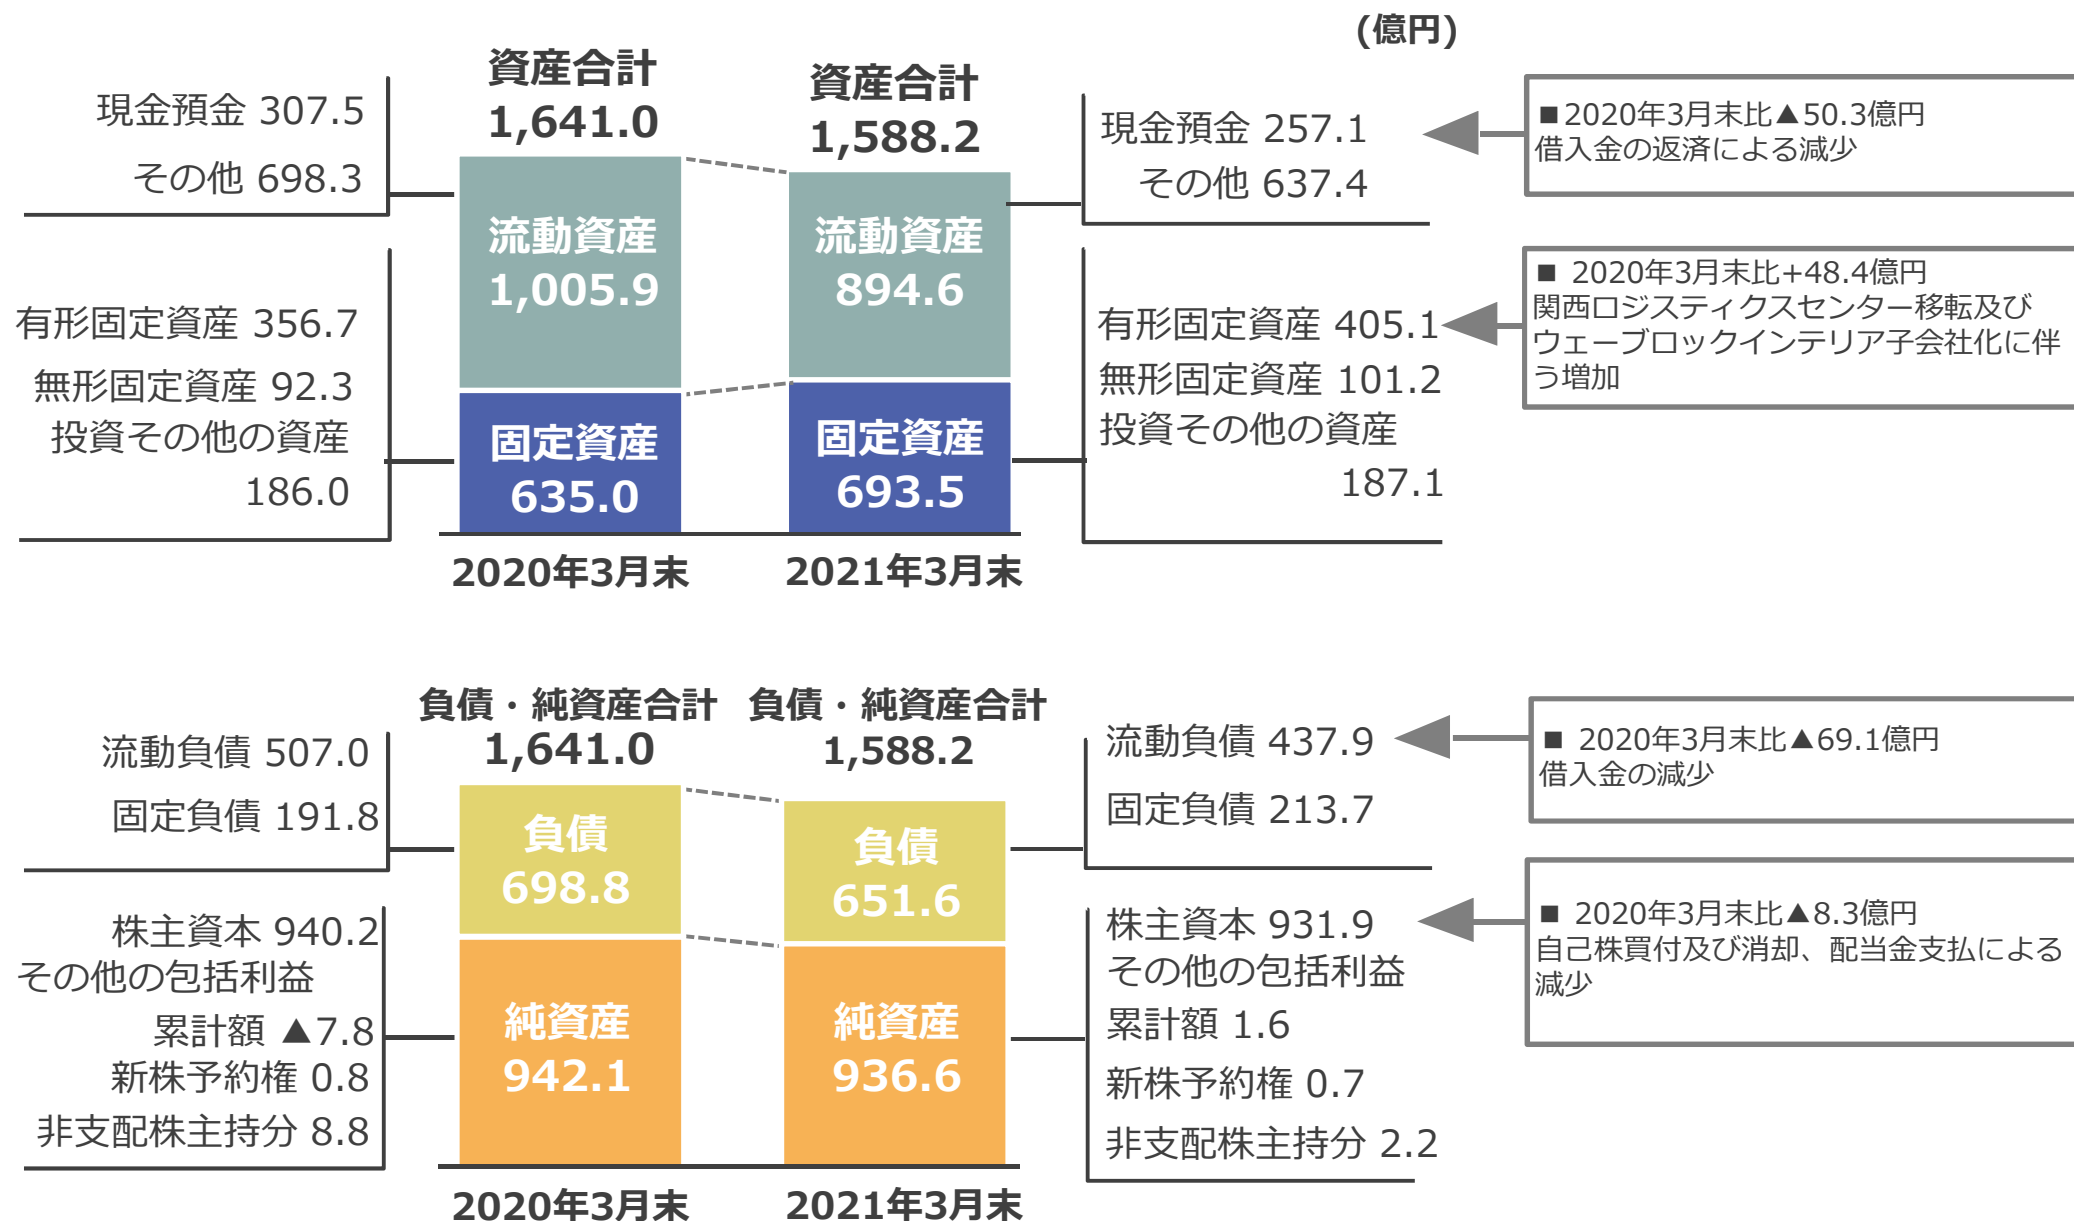 (億円)
資産合計
1,641.0
資産合計
1,588.2
現金預金 307.5
その他 698.3
流動資産
1,005.9
流動資産
894.6
現金預金 257.1
その他 637.4
■2020年3月末比▲50.3億円
借入金の返済による減少
有形固定資産 356.7
無形固定資産 92.3
投資その他の資産
186.0
固定資産
635.0
固定資産
693.5
有形固定資産 405.1
無形固定資産 101.2
投資その他の資産
187.1
■ 2020年3月末比+48.4億円
関西ロジスティクスセンター移転及び
ウェーブロックインテリア子会社化に伴
う増加
2020年3月末
2021年3月末
負債・純資産合計
1,641.0
負債・純資産合計
1,588.2
流動負債 507.0
固定負債 191.8
負債
698.8
負債
651.6
流動負債 437.9
固定負債 213.7
■ 2020年3月末比▲69.1億円
借入金の減少
株主資本 940.2
その他の包括利益
累計額 ▲7.8
新株予約権 0.8
非支配株主持分 8.8
純資産
942.1
純資産
936.6
株主資本 931.9
その他の包括利益
累計額 1.6
新株予約権 0.7
非支配株主持分 2.2
■ 2020年3月末比▲8.3億円
自己株買付及び消却、配当金支払による
減少
2020年3月末
2021年3月末